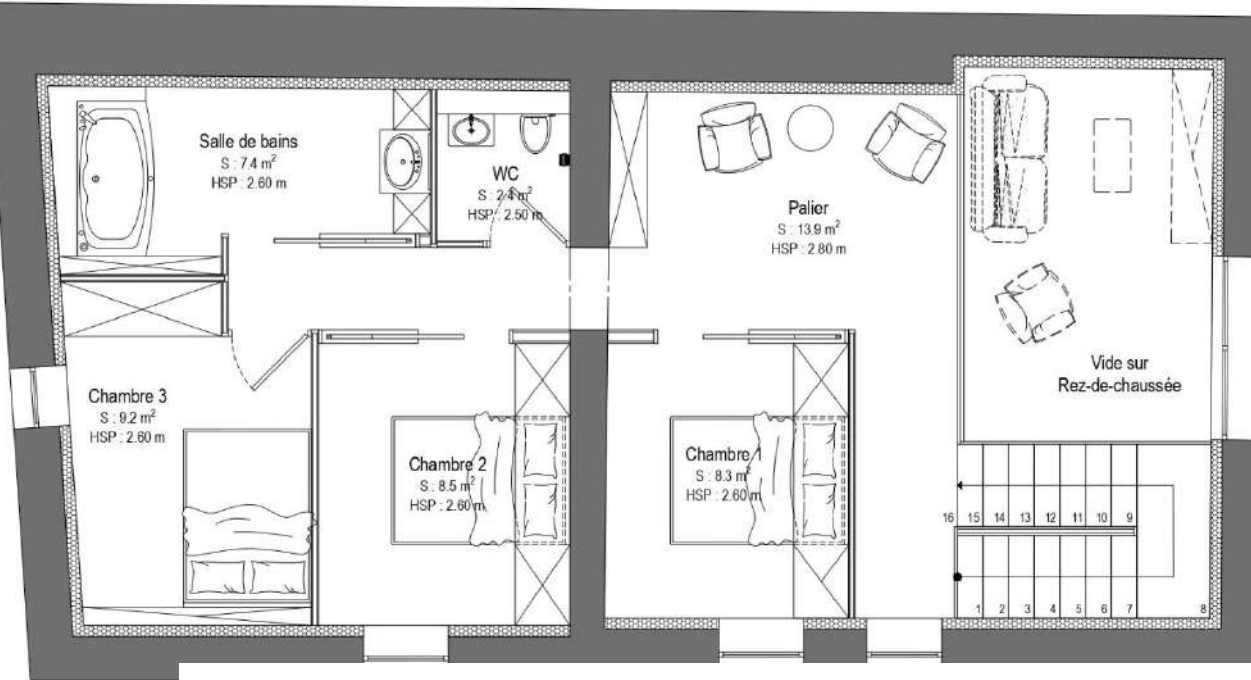 Salle de bains
S : 7.4 m²
HSP : 2.60 m
WC
S : 2.4 m²
HSP : 2.50 m
Palier
S : 13.9 m²
HSP : 2.80 m
Vide sur
Rez-de-chaussée
Chambre 3
S : 9.2 m²
HSP : 2.60 m
Chambre 2
S : 8.5 m²
HSP : 2.60 m
Chambre 1
S : 8.3 m²
HSP : 2.60 m
16 15 14 13 12 11 10 9
1 2 3 4 5 6 7 8